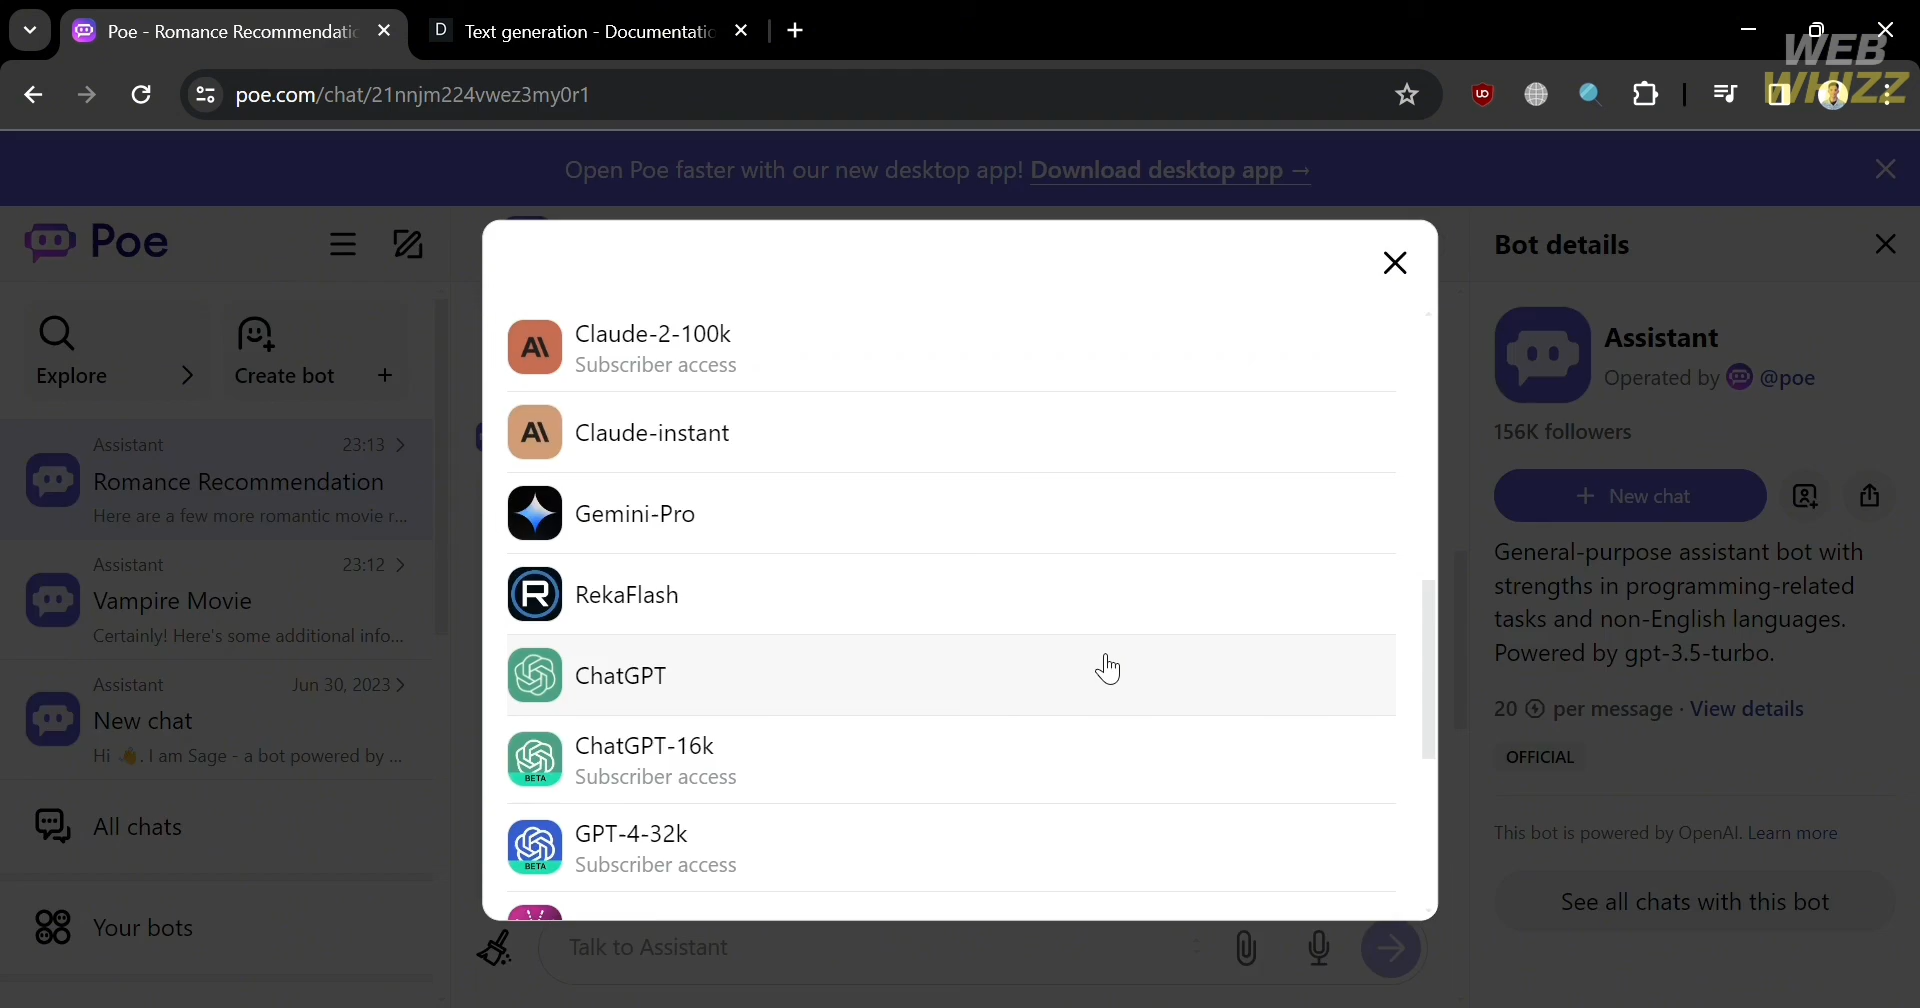 Poe - Romance Recommendatic
D Text generation - Documentatic
WEB
WHIZZ
poe.com/chat/21nnjm224vwez3my0r1
Open Poe faster with our new desktop app! Download desktop app →
Poe
Explore
Create bot
Assistant 23:13
Romance Recommendation
Here are a few more romantic movie r...
Assistant 23:12
Vampire Movie
Certainly! Here's some additional info...
Assistant Jun 30, 2023
New chat
Hi 👋. I am Sage - a bot powered by ...
All chats
Your bots
Claude-2-100k
Subscriber access
Claude-instant
Gemini-Pro
RekaFlash
ChatGPT
BETA
ChatGPT-16k
Subscriber access
BETA
GPT-4-32k
Subscriber access
Talk to Assistant
Bot details
Assistant
Operated by @poe
156K followers
New chat
General-purpose assistant bot with
strengths in programming-related
tasks and non-English languages.
Powered by gpt-3.5-turbo.
20 per message · View details
OFFICIAL
This bot is powered by OpenAI. Learn more
See all chats with this bot